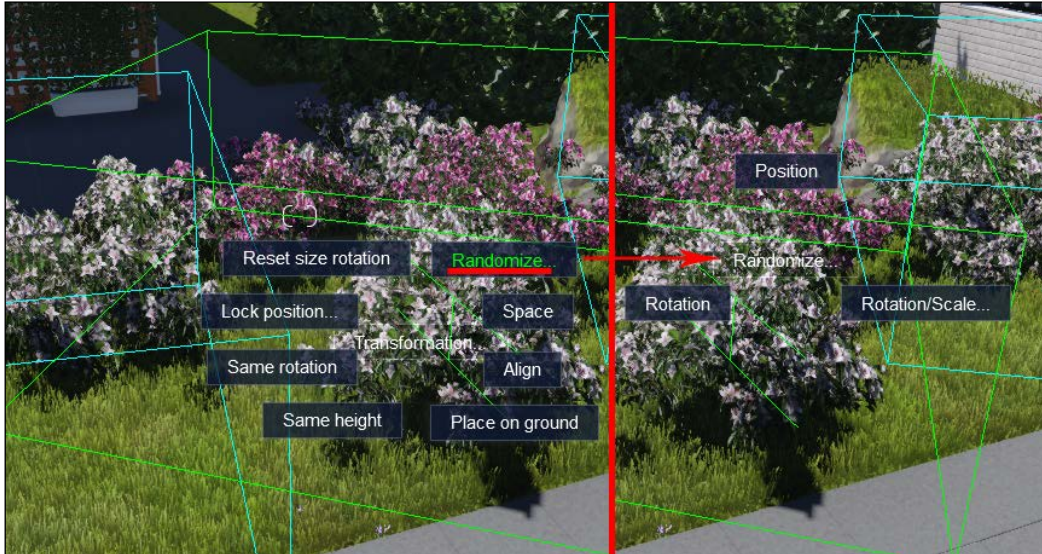 Position
Reset size rotation
Randomize...
Randomize...
Lock position...
Space
Rotation
Rotation/Scale...
Transformation...
Same rotation
Align
Same height
Place on ground